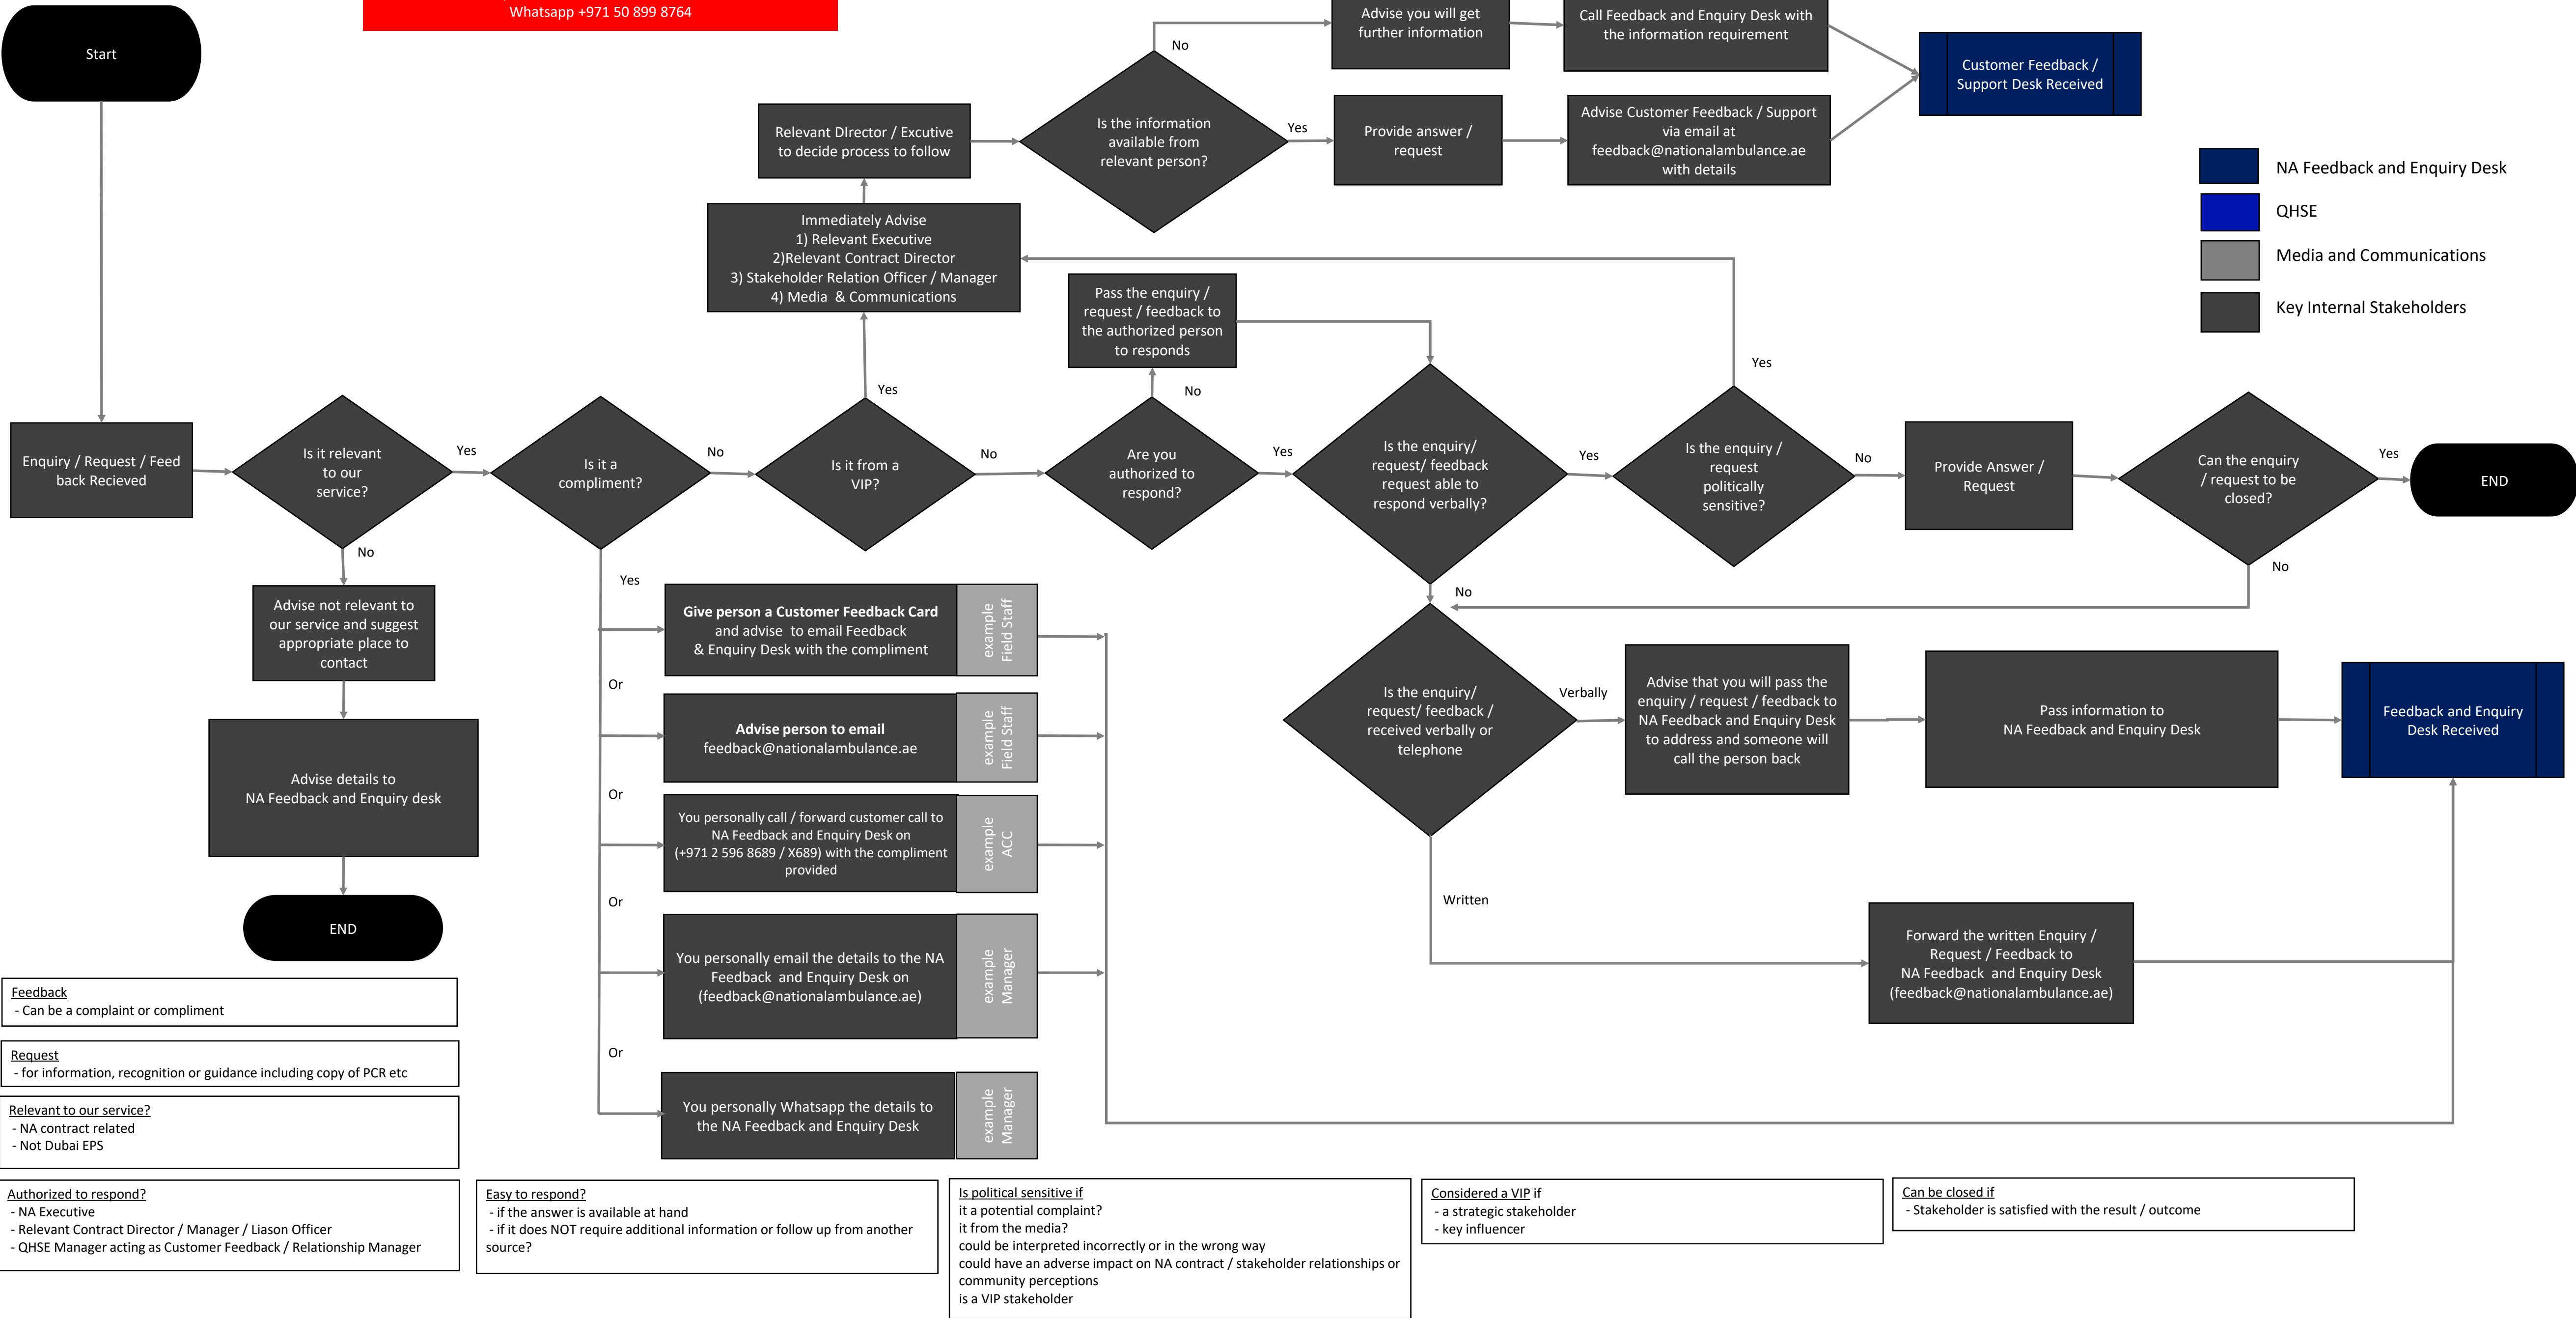 Whatsapp +971 50 899 8764
Start
Advise you will get
further information
Call Feedback and Enquiry Desk with
the information requirement
No
Customer Feedback /
Support Desk Received
Relevant DIrector / Excutive
to decide process to follow
Is the information
available from
relevant person?
Yes
Provide answer /
request
Advise Customer Feedback / Support
via email at
feedback@nationalambulance.ae
with details
NA Feedback and Enquiry Desk
QHSE
Media and Communications
Key Internal Stakeholders
Immediately Advise
1) Relevant Executive
2)Relevant Contract Director
3) Stakeholder Relation Officer / Manager
4) Media  & Communications
Pass the enquiry /
request / feedback to
the authorized person
to responds
Yes
No
Yes
Enquiry / Request / Feed
back Recieved
Is it relevant
to our
service?
Yes
Is it a
compliment?
No
Is it from a
VIP?
No
Are you
authorized to
respond?
Yes
Is the enquiry/
request/ feedback
request able to
respond verbally?
Yes
Is the enquiry /
request
politically
sensitive?
No
Provide Answer /
Request
Can the enquiry
/ request to be
closed?
Yes
END
No
No
No
Advise not relevant to
our service and suggest
appropriate place to
contact
Advise details to
NA Feedback and Enquiry desk
END
Yes
Give person a Customer Feedback Card
and advise  to email Feedback
& Enquiry Desk with the compliment
example
Field Staff
Or
Advise person to email
feedback@nationalambulance.ae
example
Field Staff
Or
You personally call / forward customer call to
NA Feedback and Enquiry Desk on
(+971 2 596 8689 / X689) with the compliment
provided
example
ACC
Or
You personally email the details to the NA
Feedback  and Enquiry Desk on
(feedback@nationalambulance.ae)
example
Manager
Or
You personally Whatsapp the details to
the NA Feedback and Enquiry Desk
example
Manager
Is the enquiry/
request/ feedback /
received verbally or
telephone
Verbally
Advise that you will pass the
enquiry / request / feedback to
NA Feedback and Enquiry Desk
to address and someone will
call the person back
Pass information to
NA Feedback and Enquiry Desk
Feedback and Enquiry
Desk Received
Written
Forward the written Enquiry /
Request / Feedback to
NA Feedback  and Enquiry Desk
(feedback@nationalambulance.ae)
Feedback
- Can be a complaint or compliment
Request
- for information, recognition or guidance including copy of PCR etc
Relevant to our service?
- NA contract related
- Not Dubai EPS
Authorized to respond?
- NA Executive
- Relevant Contract Director / Manager / Liason Officer
- QHSE Manager acting as Customer Feedback / Relationship Manager
Easy to respond?
- if the answer is available at hand
- if it does NOT require additional information or follow up from another
source?
Is political sensitive if
it a potential complaint?
it from the media?
could be interpreted incorrectly or in the wrong way
could have an adverse impact on NA contract / stakeholder relationships or
community perceptions
is a VIP stakeholder
Considered a VIP if
- a strategic stakeholder
- key influencer
Can be closed if
- Stakeholder is satisfied with the result / outcome